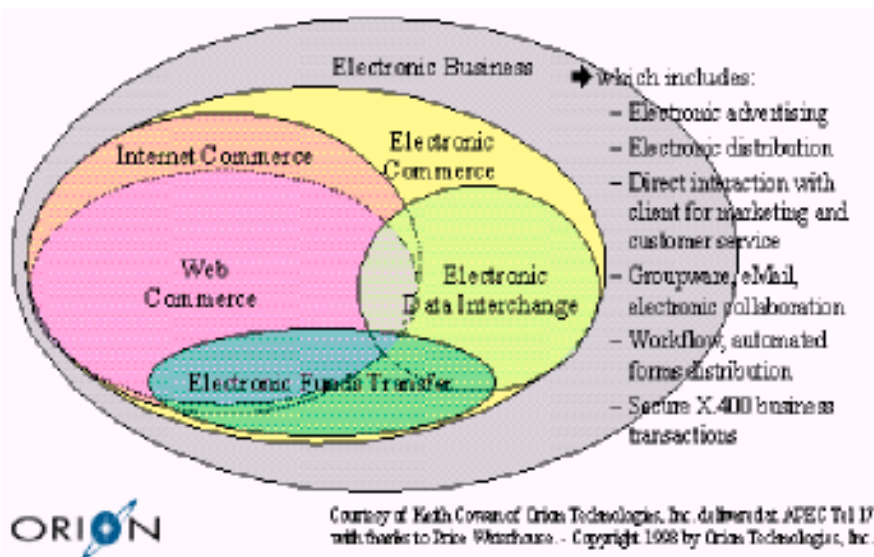 Electronic Business
which includes:
– Electronic advertising
– Electronic distribution
– Direct interaction with
client for marketing and
customer service
– Groupware, eMail,
electronic collaboration
– Workflow, automated
forms distribution
– Secure X.400 business
transactions
Electronic
Commerce
Internet Commerce
Web
Commerce
Electronic
Data Interchange
Electronic Funds Transfer
ORION
Courtesy of Keith Cowan of Orion Technologies, Inc. delivered at APEC Tel 17
with thanks to Price Waterhouse. - Copyright 1998 by Orion Technologies, Inc.